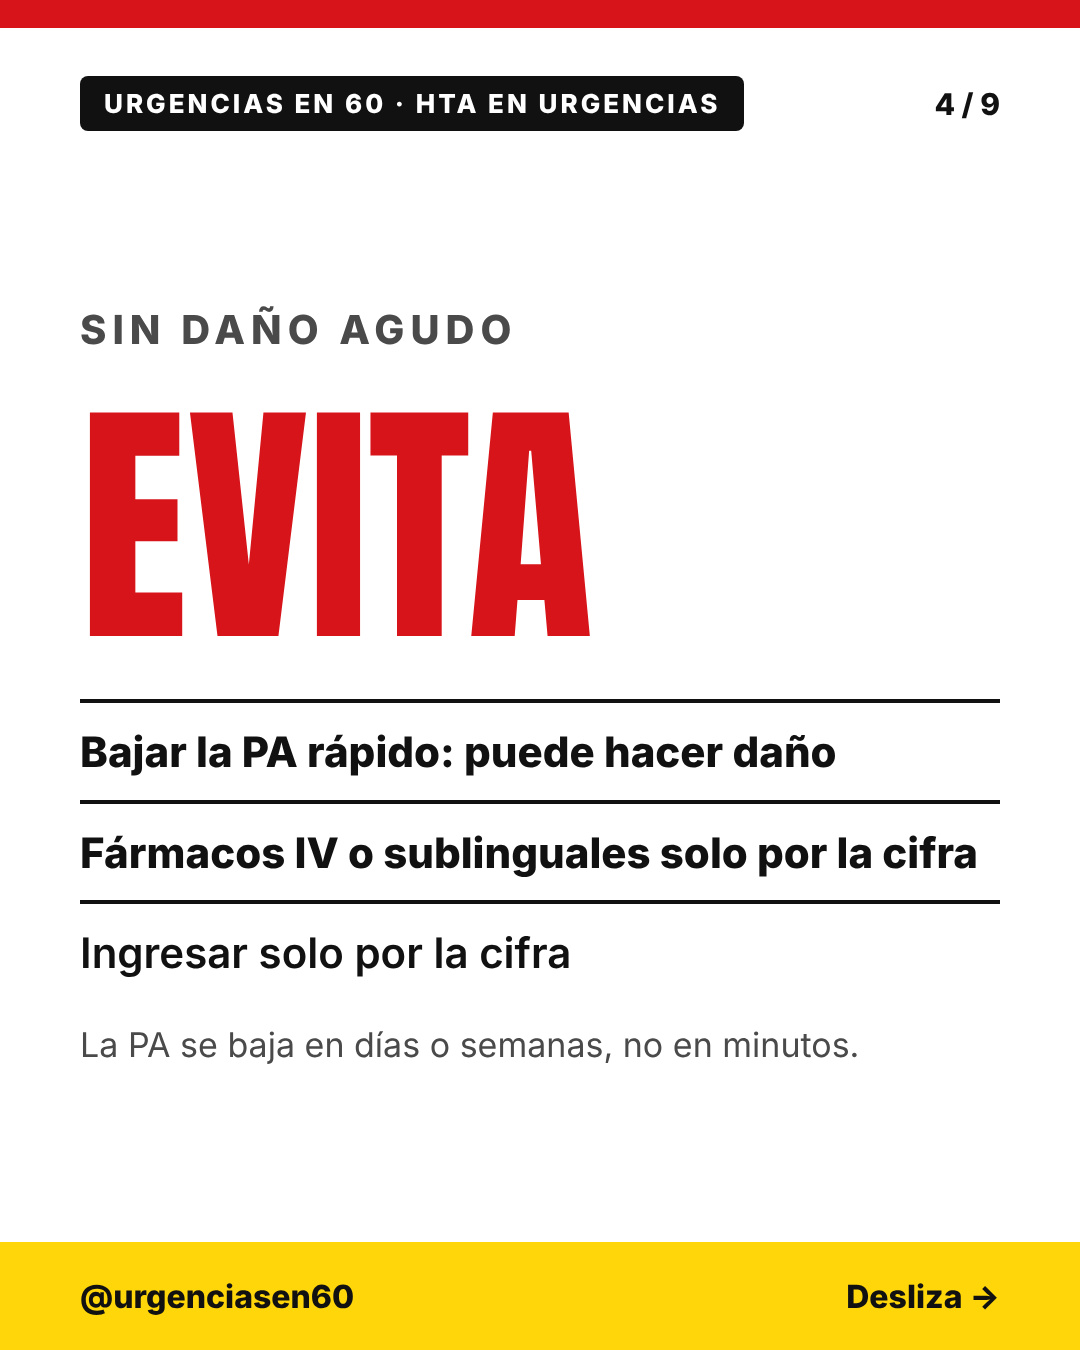 URGENCIAS EN 60 · HTA EN URGENCIAS
4 / 9
SIN DAÑO AGUDO
EVITA
Bajar la PA rápido: puede hacer daño
Fármacos IV o sublinguales solo por la cifra
Ingresar solo por la cifra
La PA se baja en días o semanas, no en minutos.
@urgenciasen60
Desliza →